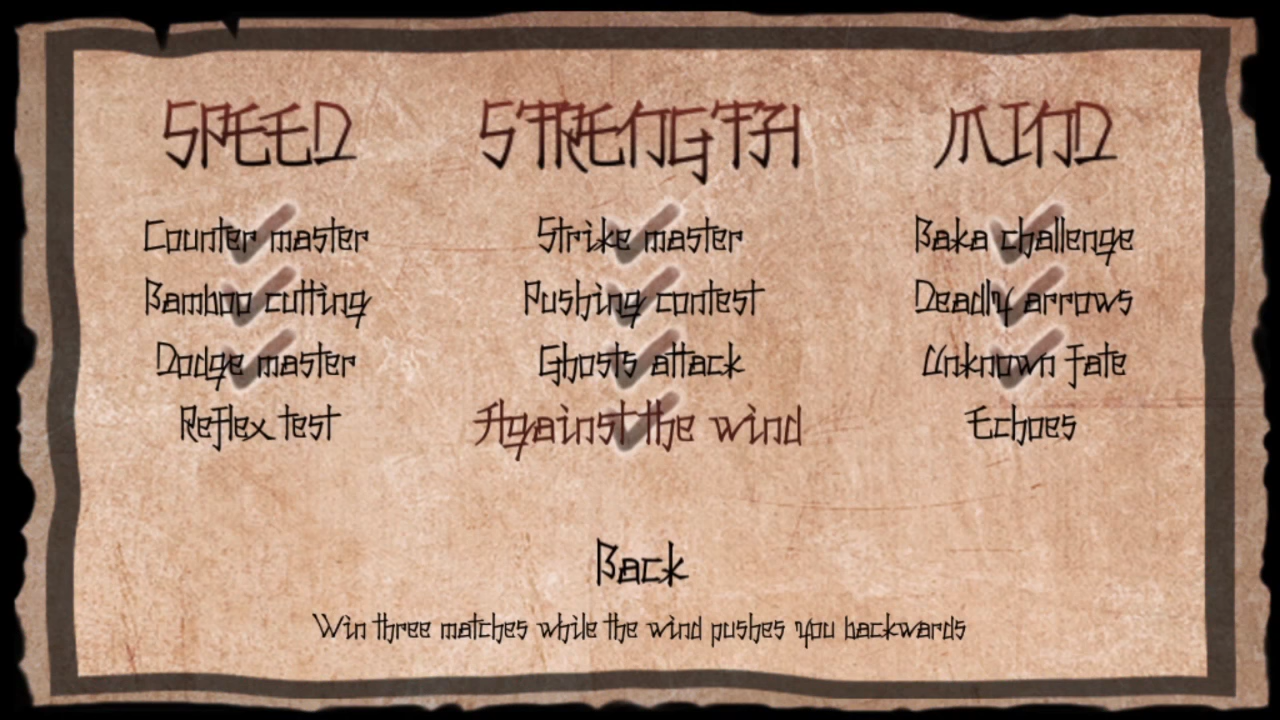 SPEED STRENGTH MIND
Counter master Strike master Baka challenge
Bamboo cutting Pushing contest Deadly arrows
Dodge master Ghosts attack Unknown fate
Reflex test Against the wind Echoes
Back
Win three matches while the wind pushes you backwards